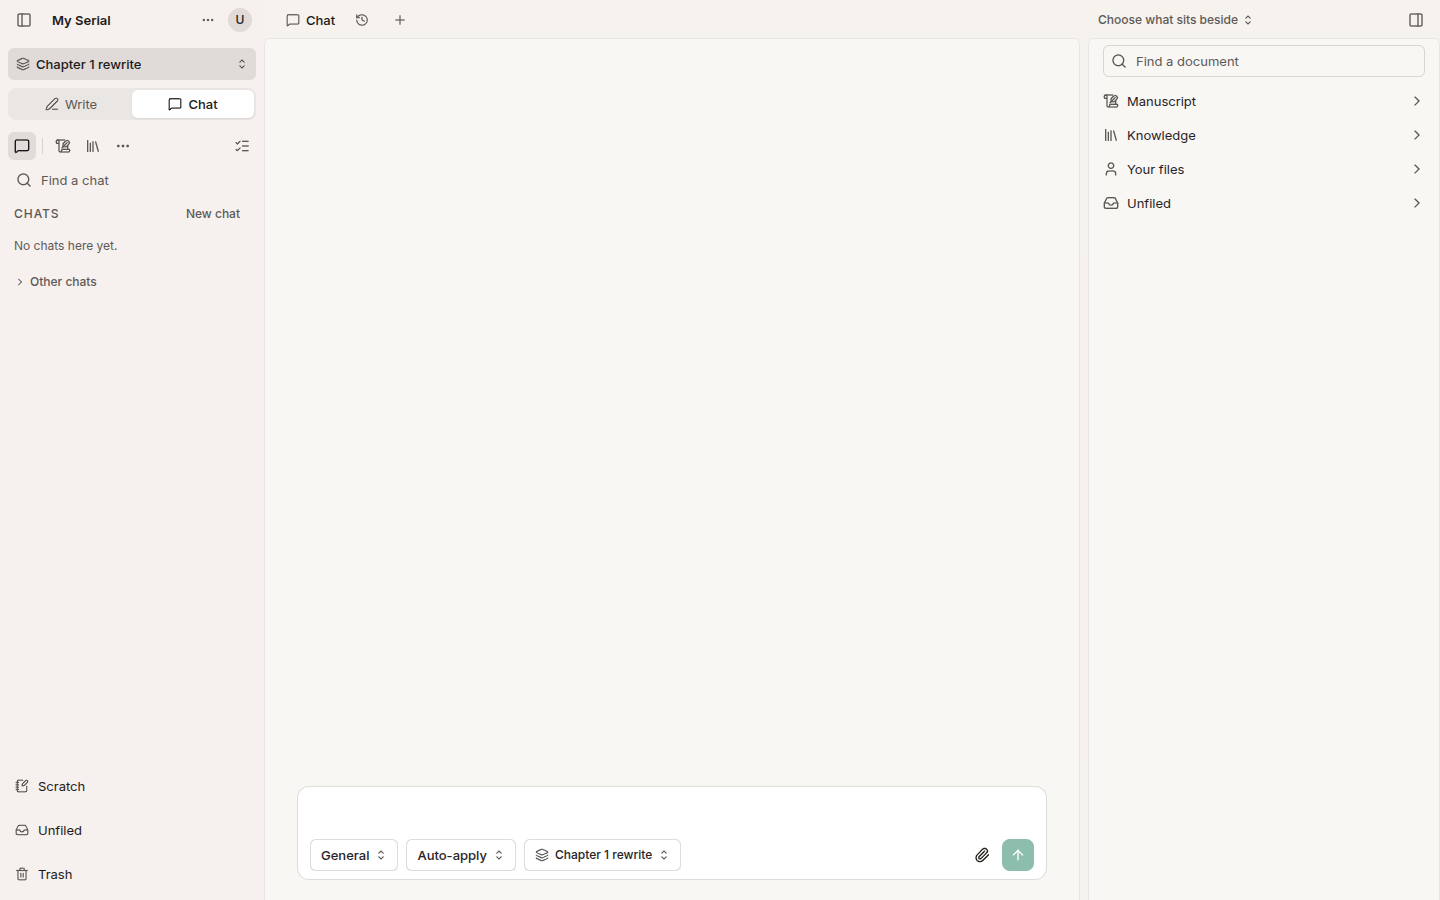 My Serial
U
Chapter 1 rewrite
Write
Chat
Find a chat
CHATS
New chat
No chats here yet.
Other chats
Scratch
Unfiled
Trash
Chat
General
Auto-apply
Chapter 1 rewrite
Choose what sits beside
Find a document
Manuscript
Knowledge
Your files
Unfiled